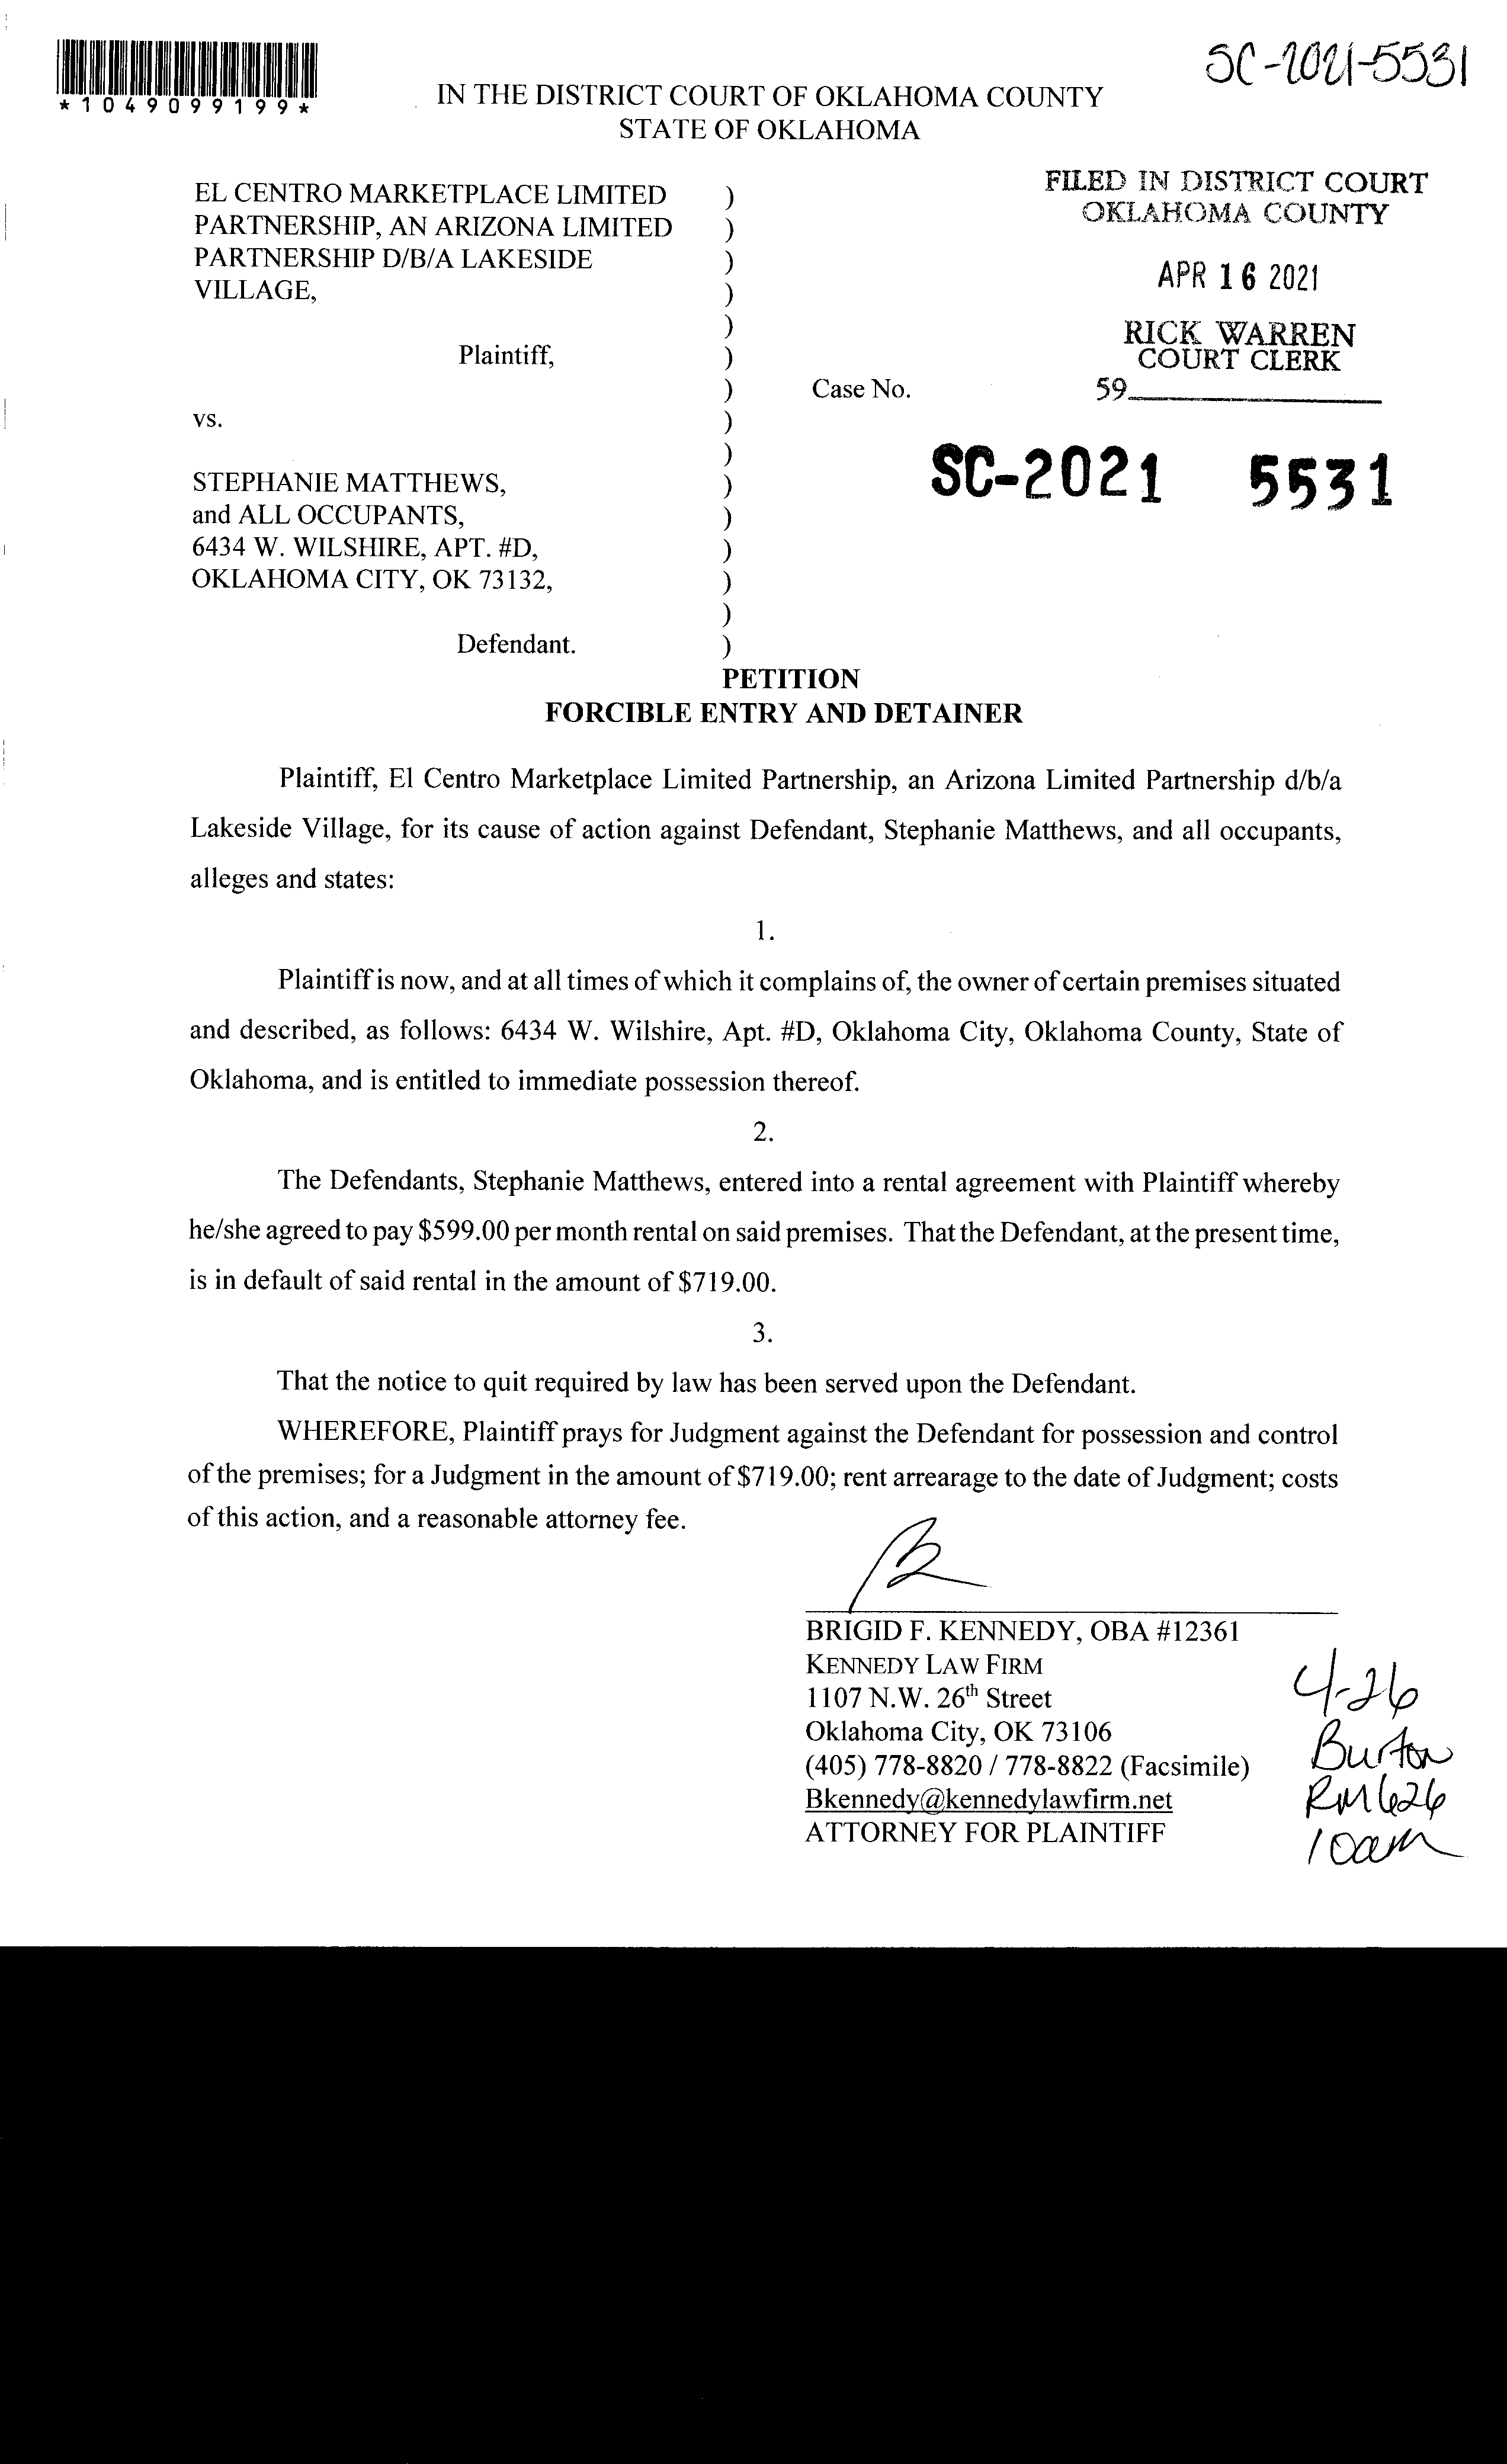 SC-2021-5531
*1049099199*
IN THE DISTRICT COURT OF OKLAHOMA COUNTY
STATE OF OKLAHOMA
EL CENTRO MARKETPLACE LIMITED )
PARTNERSHIP, AN ARIZONA LIMITED )
PARTNERSHIP D/B/A LAKESIDE )
VILLAGE, )
)
Plaintiff, )
)
vs. )
)
STEPHANIE MATTHEWS, )
and ALL OCCUPANTS, )
6434 W. WILSHIRE, APT. #D, )
OKLAHOMA CITY, OK 73132, )
)
Defendant. )
FILED IN DISTRICT COURT
OKLAHOMA COUNTY
APR 16 2021
RICK WARREN
COURT CLERK
Case No. 59
SC-2021 5531
PETITION
FORCIBLE ENTRY AND DETAINER
Plaintiff, El Centro Marketplace Limited Partnership, an Arizona Limited Partnership d/b/a
Lakeside Village, for its cause of action against Defendant, Stephanie Matthews, and all occupants,
alleges and states:
1.
Plaintiff is now, and at all times of which it complains of, the owner of certain premises situated
and described, as follows: 6434 W. Wilshire, Apt. #D, Oklahoma City, Oklahoma County, State of
Oklahoma, and is entitled to immediate possession thereof.
2.
The Defendants, Stephanie Matthews, entered into a rental agreement with Plaintiff whereby
he/she agreed to pay $599.00 per month rental on said premises. That the Defendant, at the present time,
is in default of said rental in the amount of $719.00.
3.
That the notice to quit required by law has been served upon the Defendant.
WHEREFORE, Plaintiff prays for Judgment against the Defendant for possession and control
of the premises; for a Judgment in the amount of $719.00; rent arrearage to the date of Judgment; costs
of this action, and a reasonable attorney fee.
BRIGID F. KENNEDY, OBA #12361
KENNEDY LAW FIRM
1107 N.W. 26th Street
Oklahoma City, OK 73106
(405) 778-8820 / 778-8822 (Facsimile)
Bkennedy@kennedylawfirm.net
ATTORNEY FOR PLAINTIFF
4-26
Burton
RM 626
10am